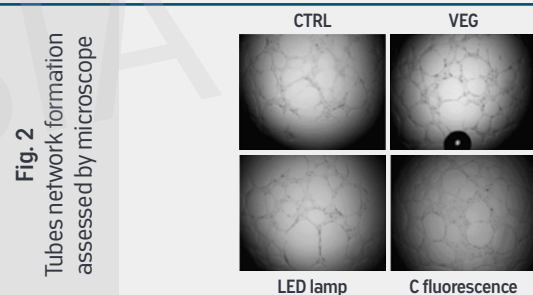 Fig. 2
Tubes network formation
assessed by microscope
CTRL
VEG
LED lamp
C fluorescence